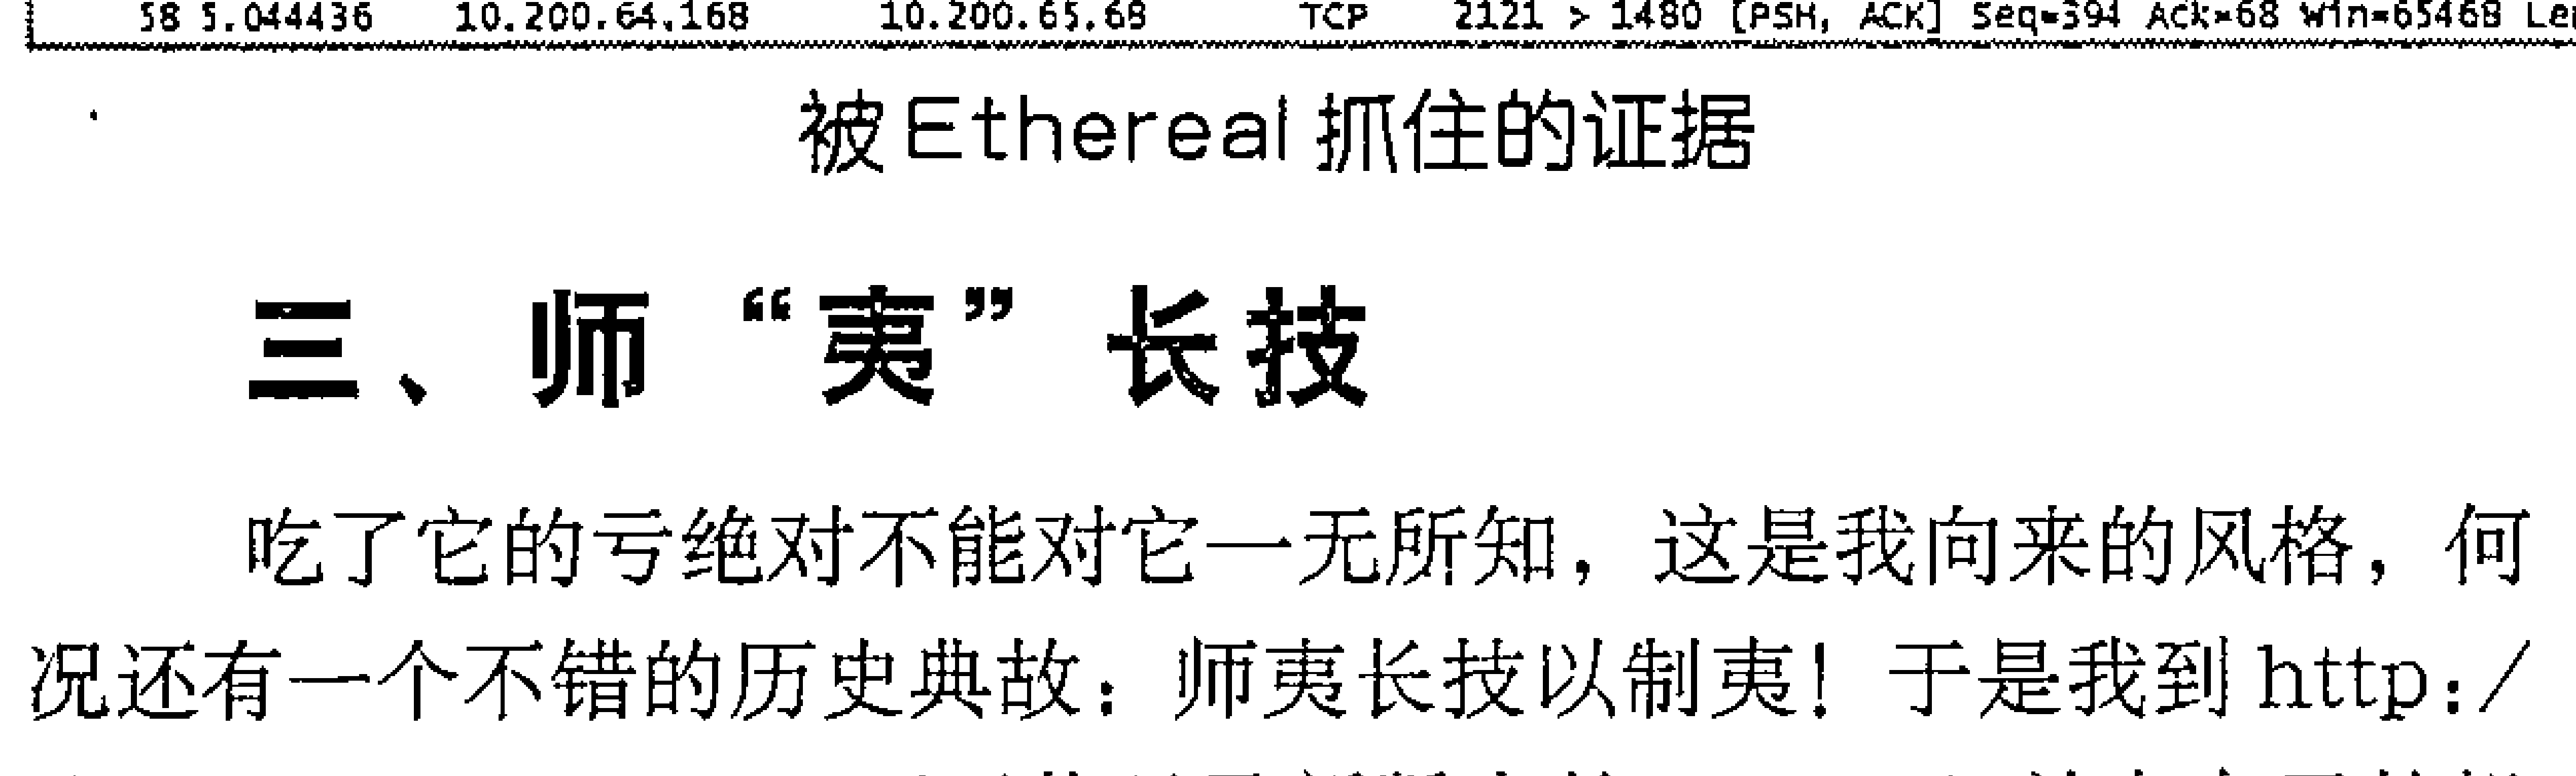 58 5.044436 10.200.64.168 10.200.65.68 TCP 2121 > 1480 [PSH, ACK] Seq=394 Ack=68 Win=65468
被Ethereal抓住的证据
三、师“夷”长技
吃了它的亏绝对不能对它一无所知，这是我向来的风格，何
况还有一个不错的历史典故：师夷长技以制夷！于是我到http:/